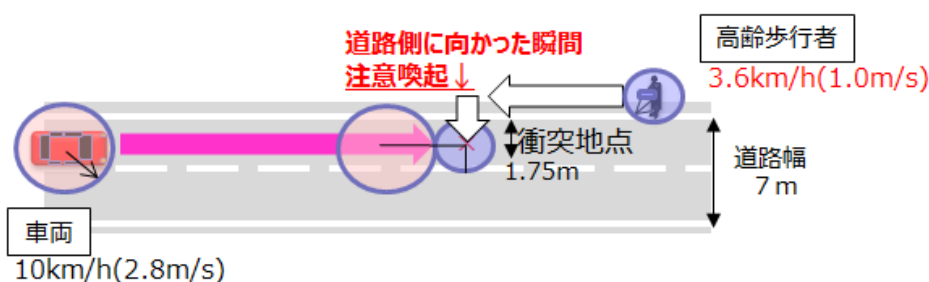 道路側に向かった瞬間
注意喚起↓
高齢歩行者
3.6km/h(1.0m/s)
衝突地点
1.75m
道路幅
7m
車両
10km/h(2.8m/s)